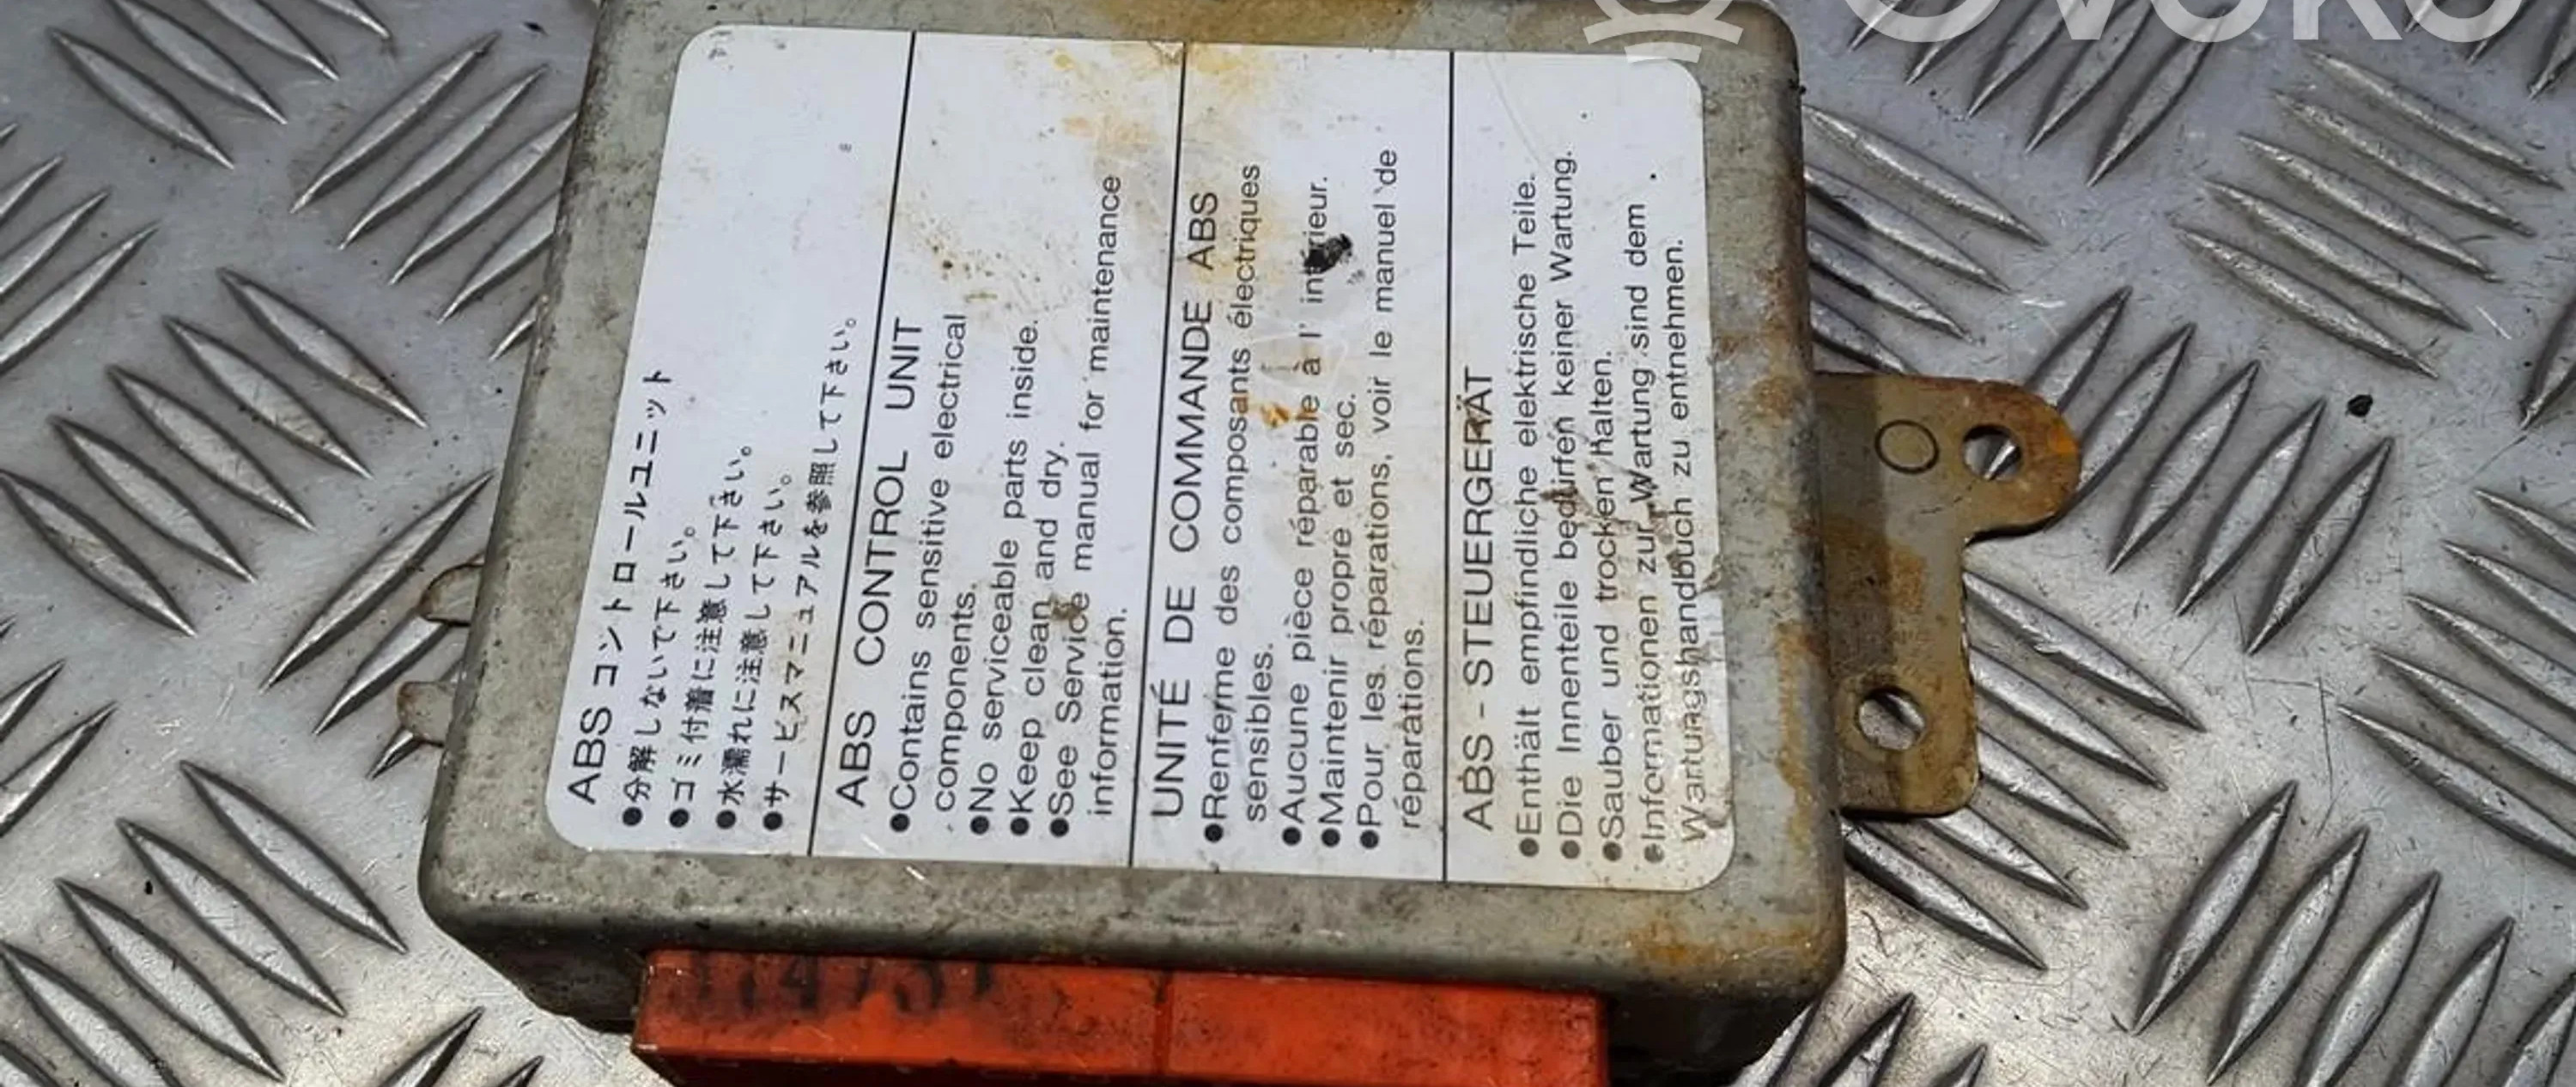 ABS コントロールユニット
●分解しないで下さい。
●ゴミ付着に注意して下さい。
●水濡れに注意して下さい。
●サービスマニュアルを参照して下さい。
ABS CONTROL UNIT
●Contains sensitive electrical
components.
●No serviceable parts inside.
●Keep clean and dry.
●See Service manual for maintenance
information.
UNITÉ DE COMMANDE ABS
●Renferme des composants électriques
sensibles.
●Aucune pièce réparable à l'
●Maintenir propre et sec.
●Pour les réparations, voir le manuel de
réparations.
ABS - STEUERGERÄT
●Enthält empfindliche elektrische Teile.
●Die Innenteile bedürfen keiner Wartung.
●Sauber und trocken halten.
●Informationen zur Wartung sind dem
Wartungshandbuch zu entnehmen.